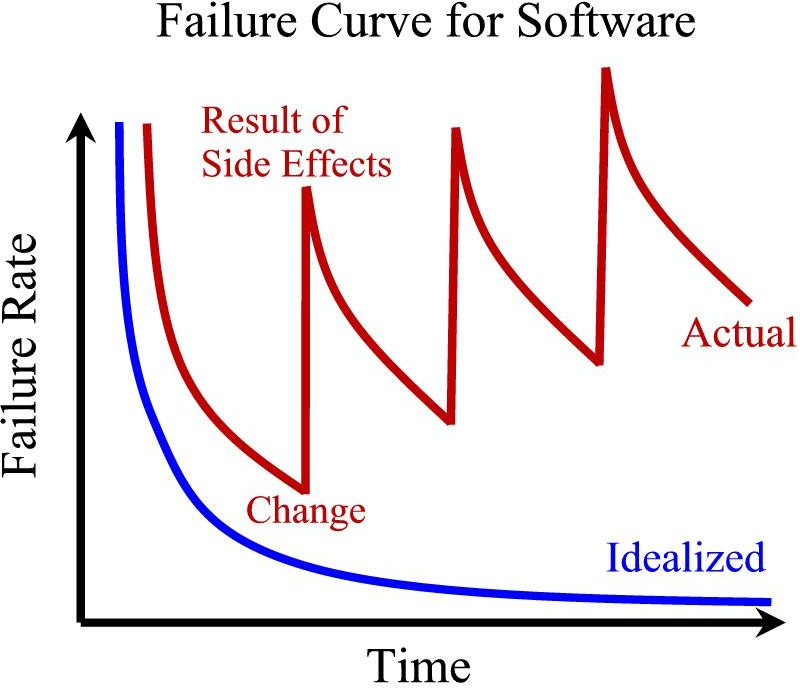 Failure Curve for Software
Result of
Side Effects
Failure Rate
Actual
Change
Idealized
Time